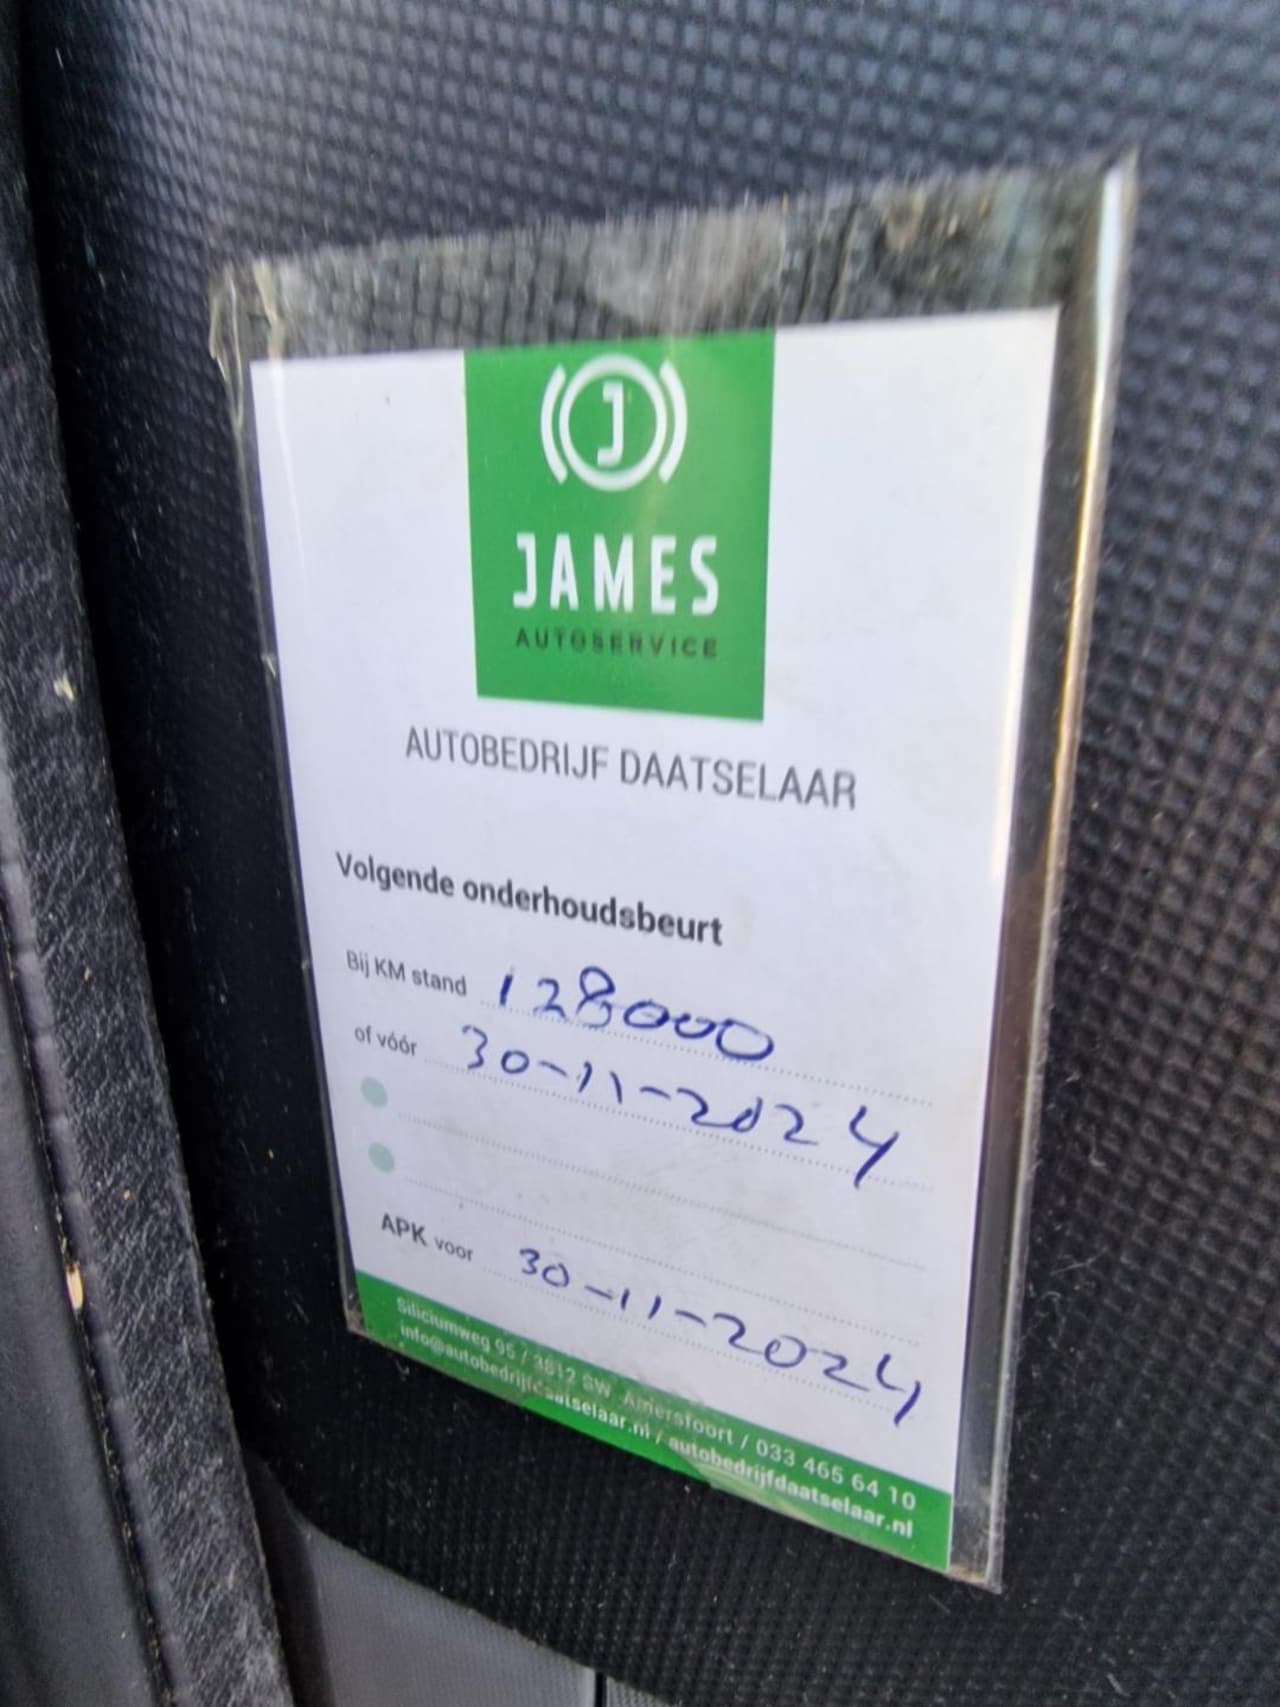 J
JAMES
AUTOSERVICE
AUTOBEDRIJF DAATSELAAR
Volgende onderhoudsbeurt
Bij KM stand 128000
of vóór 30-11-2024
APK voor 30-11-2024
Siliciumweg 95 / 3812 SW Amersfoort / 033 465 64 10
info@autobedrijfdaatselaar.nl / autobedrijfdaatselaar.nl